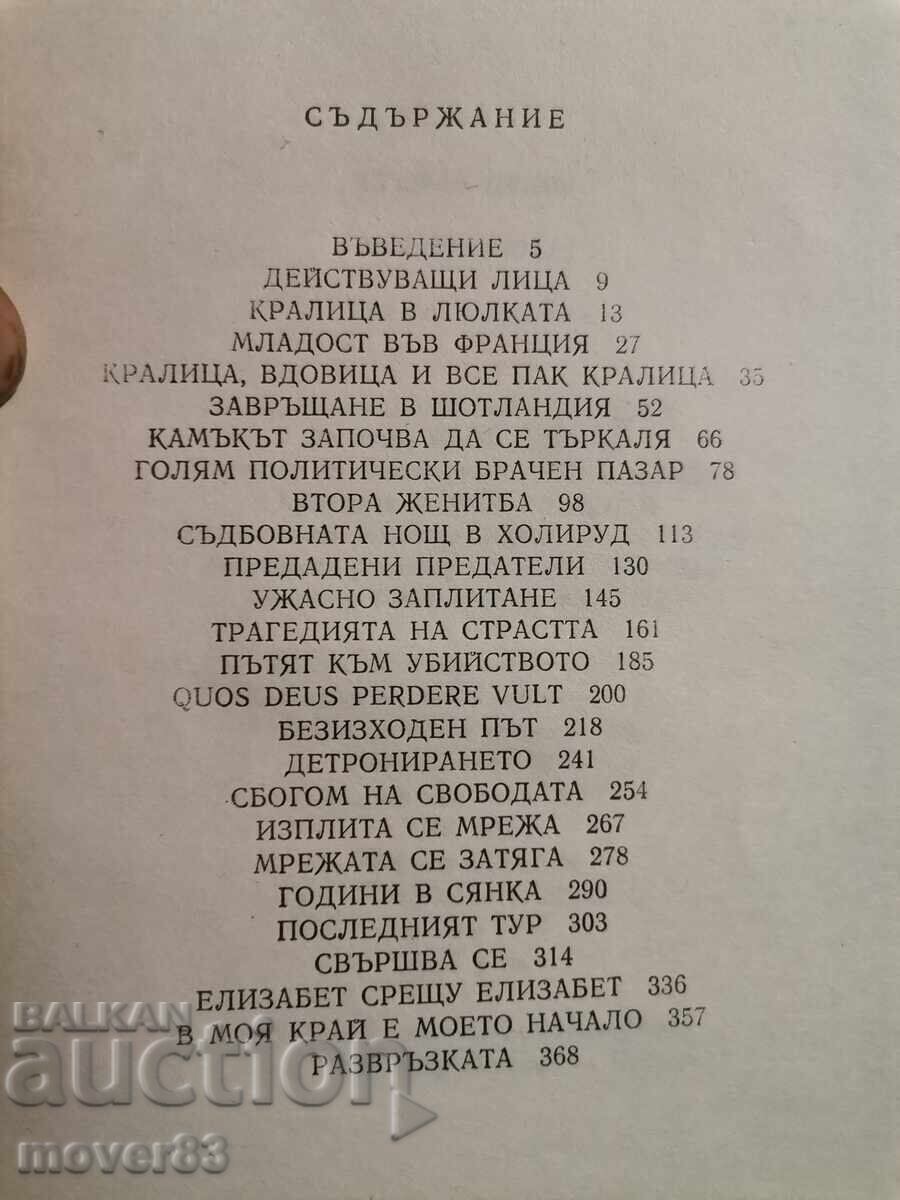 СЪДЪРЖАНИЕ
ВЪВЕДЕНИЕ 5
ДЕЙСТВУВАЩИ ЛИЦА 9
КРАЛИЦА В ЛЮЛКАТА 13
МЛАДОСТ ВЪВ ФРАНЦИЯ 27
КРАЛИЦА, ВДОВИЦА И ВСЕ ПАК КРАЛИЦА 35
ЗАВРЪЩАНЕ В ШОТЛАНДИЯ 52
КАМЪКЪТ ЗАПОЧВА ДА СЕ ТЪРКАЛЯ 66
ГОЛЯМ ПОЛИТИЧЕСКИ БРАЧЕН ПАЗАР 78
ВТОРА ЖЕНИТБА 98
СЪДБОВНАТА НОЩ В ХОЛИРУД 113
ПРЕДАДЕНИ ПРЕДАТЕЛИ 130
УЖАСНО ЗАПЛИТАНЕ 145
ТРАГЕДИЯТА НА СТРАСТТА 161
ПЪТЯТ КЪМ УБИЙСТВОТО 185
QUOS DEUS PERDERE VULT 200
БЕЗИЗХОДЕН ПЪТ 218
ДЕТРОНИРАНЕТО 241
СБОГОМ НА СВОБОДАТА 254
ИЗПЛИТА СЕ МРЕЖА 267
МРЕЖАТА СЕ ЗАТЯГА 278
ГОДИНИ В СЯНКА 290
ПОСЛЕДНИЯТ ТУР 303
СВЪРШВА СЕ 314
ЕЛИЗАБЕТ СРЕЩУ ЕЛИЗАБЕТ 336
В МОЯ КРАЙ Е МОЕТО НАЧАЛО 357
РАЗВРЪЗКАТА 368
BALKAN
auction
mover83